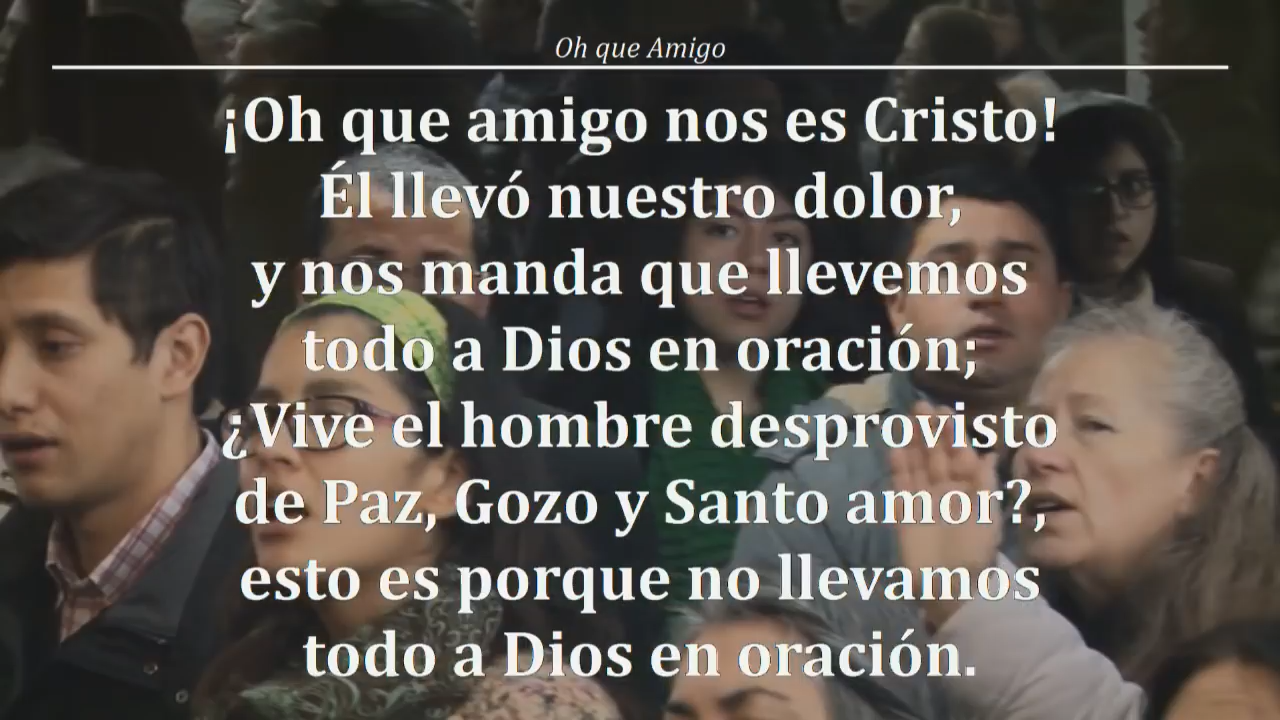 Oh que Amigo
¡Oh que amigo nos es Cristo!
Él llevó nuestro dolor,
y nos manda que llevemos
todo a Dios en oración;
¿Vive el hombre desprovisto
de Paz, Gozo y Santo amor?,
esto es porque no llevamos
todo a Dios en oración.